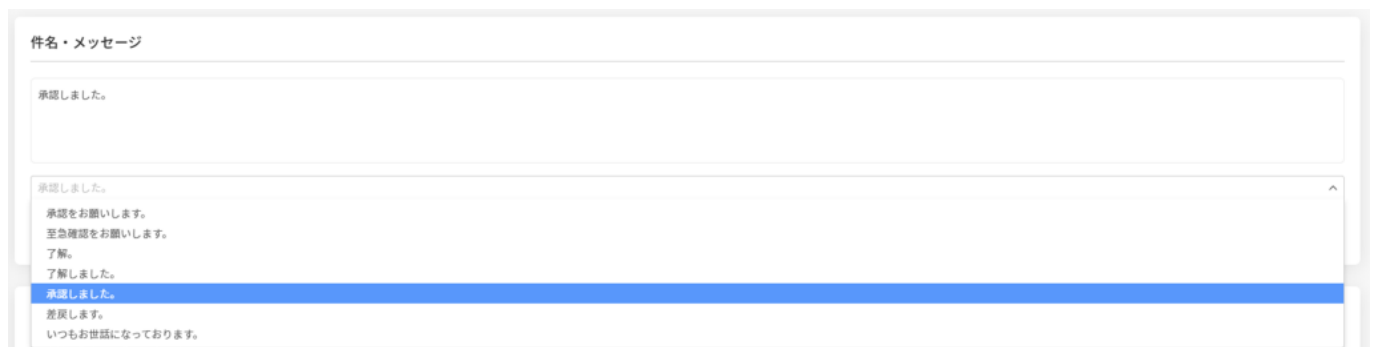 件名・メッセージ
承認しました。
承認しました。
承認をお願いします。
至急確認をお願いします。
了解。
了解しました。
承認しました。
差戻します。
いつもお世話になっております。